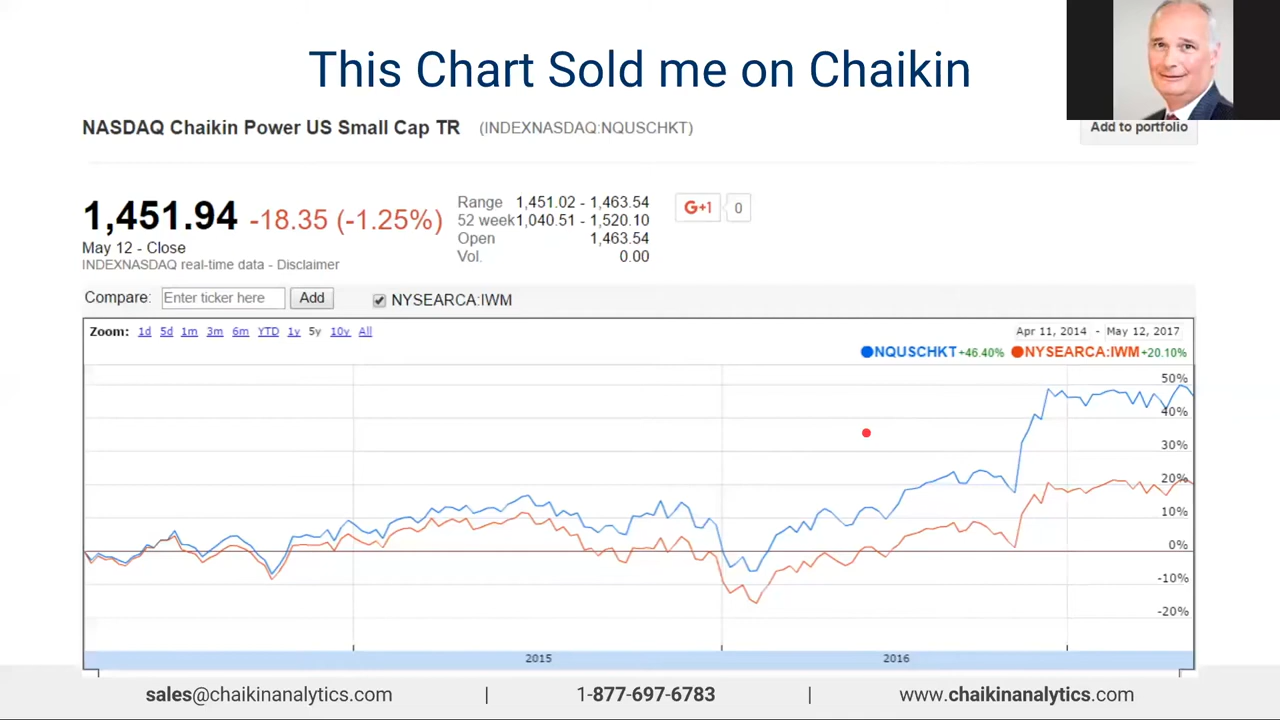 This Chart Sold me on Chaikin
NASDAQ Chaikin Power US Small Cap TR (INDEXNASDAQ:NQUSCHKT)
Add to portfolio
1,451.94 -18.35 (-1.25%)
May 12 - Close
INDEXNASDAQ real-time data - Disclaimer
Range 1,451.02 - 1,463.54
52 week 1,040.51 - 1,520.10
Open 1,463.54
Vol. 0.00
G+1 0
Compare: Enter ticker here Add NYSEARCA:IWM
Zoom: 1d 5d 1m 3m 6m YTD 1y 5y 10y All
Apr 11, 2014 - May 12, 2017
NQUSCHKT +46.40% NYSEARCA:IWM +20.10%
50%
40%
30%
20%
10%
0%
-10%
-20%
2015 2016
sales@chaikinanalytics.com | 1-877-697-6783 | www.chaikinanalytics.com